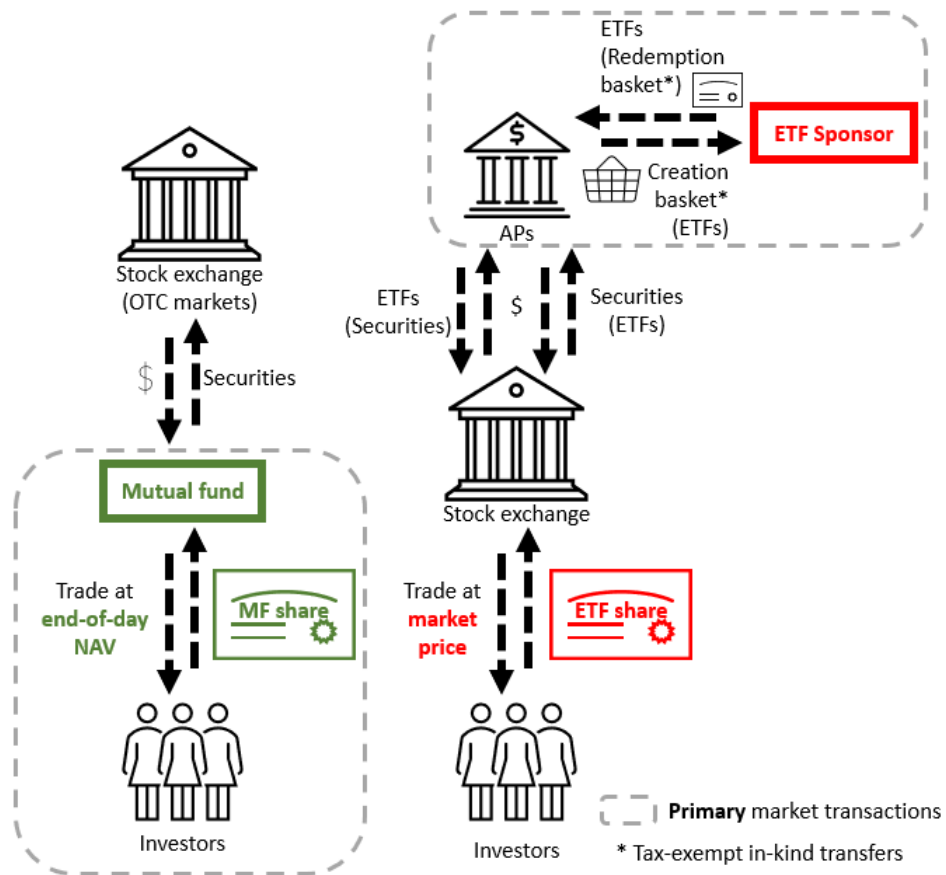 Stock exchange
(OTC markets)
$
Securities
Mutual fund
Trade at
end-of-day
NAV
MF share
Investors
ETFs
(Redemption
basket*)
ETF Sponsor
$
Creation
basket*
(ETFs)
APs
ETFs
(Securities)
$
Securities
(ETFs)
Stock exchange
Trade at
market
price
ETF share
Investors
Primary market transactions
* Tax-exempt in-kind transfers